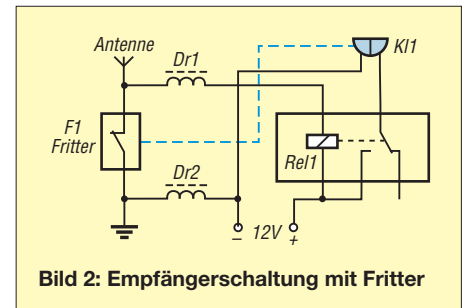 Antenne
Dr1
Kl1
F1
Fritter
Rel1
Dr2
– 12V +
Bild 2: Empfängerschaltung mit Fritter